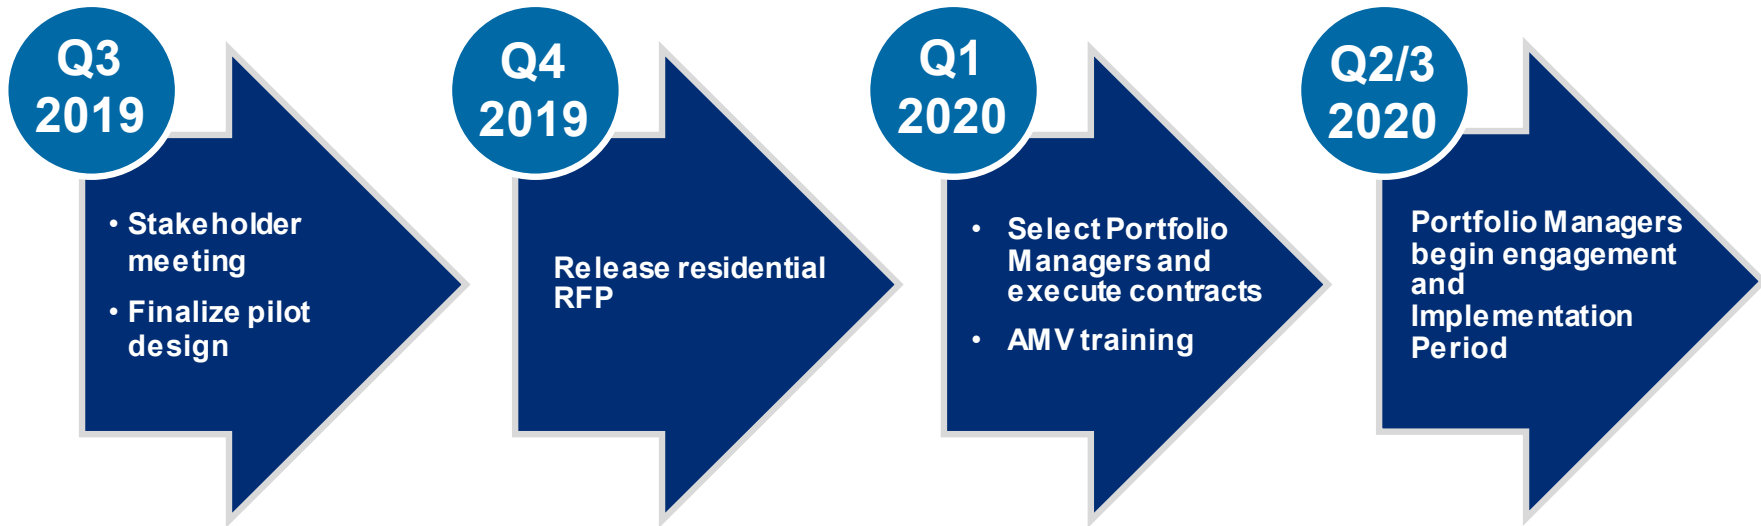 Q3
2019
• Stakeholder
meeting
• Finalize pilot
design
Q4
2019
Release residential
RFP
Q1
2020
• Select Portfolio
Managers and
execute contracts
• AMV training
Q2/3
2020
Portfolio Managers
begin engagement
and
Implementation
Period